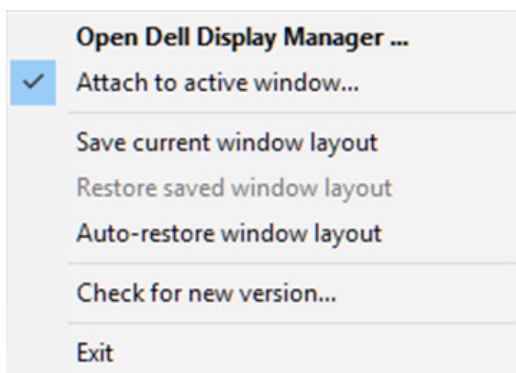 Open Dell Display Manager ...
Attach to active window...
Save current window layout
Restore saved window layout
Auto-restore window layout
Check for new version...
Exit